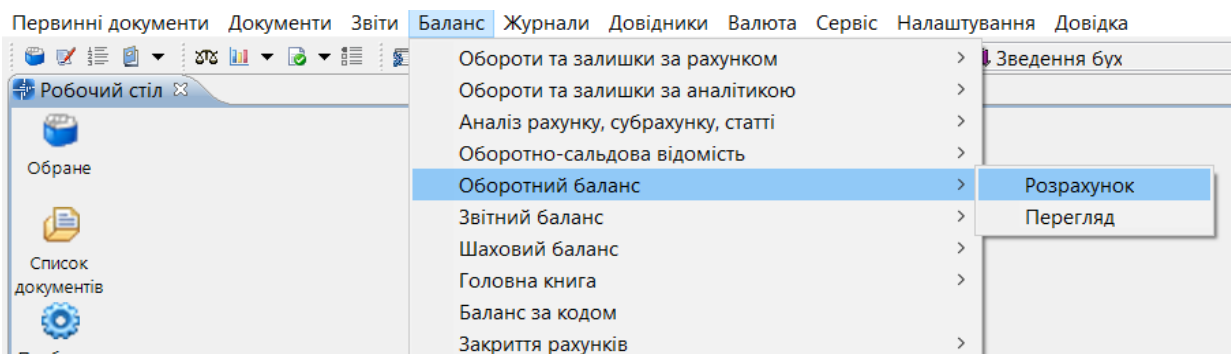 Первинні документи Документи Звіти Баланс Журнали Довідники Валюта Сервіс Налаштування Довідка
Зведення бух
Робочий стіл
Обране
Список
документів
Обороти та залишки за рахунком
Обороти та залишки за аналітикою
Аналіз рахунку, субрахунку, статті
Оборотно-сальдова відомість
Оборотний баланс
Звітний баланс
Шаховий баланс
Головна книга
Баланс за кодом
Закриття рахунків
Розрахунок
Перегляд